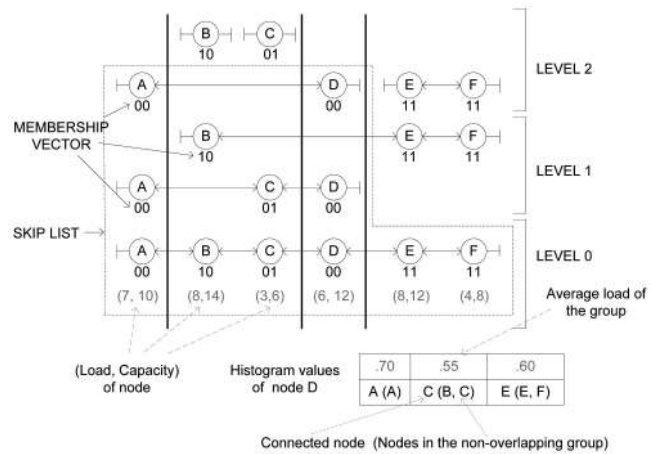 B C
10 01
LEVEL 2
A D E F
00 00 11 11
MEMBERSHIP VECTOR
B E F
10 11 11
LEVEL 1
A C D
00 01 00
SKIP LIST
A B C D E F
00 10 01 00 11 11
LEVEL 0
(7, 10) (8,14) (3,6) (6, 12) (8,12) (4,8)
Average load of
the group
(Load, Capacity)
of node
Histogram values
of node D
.70 .55 .60
A (A) C (B, C) E (E, F)
Connected node (Nodes in the non-overlapping group)